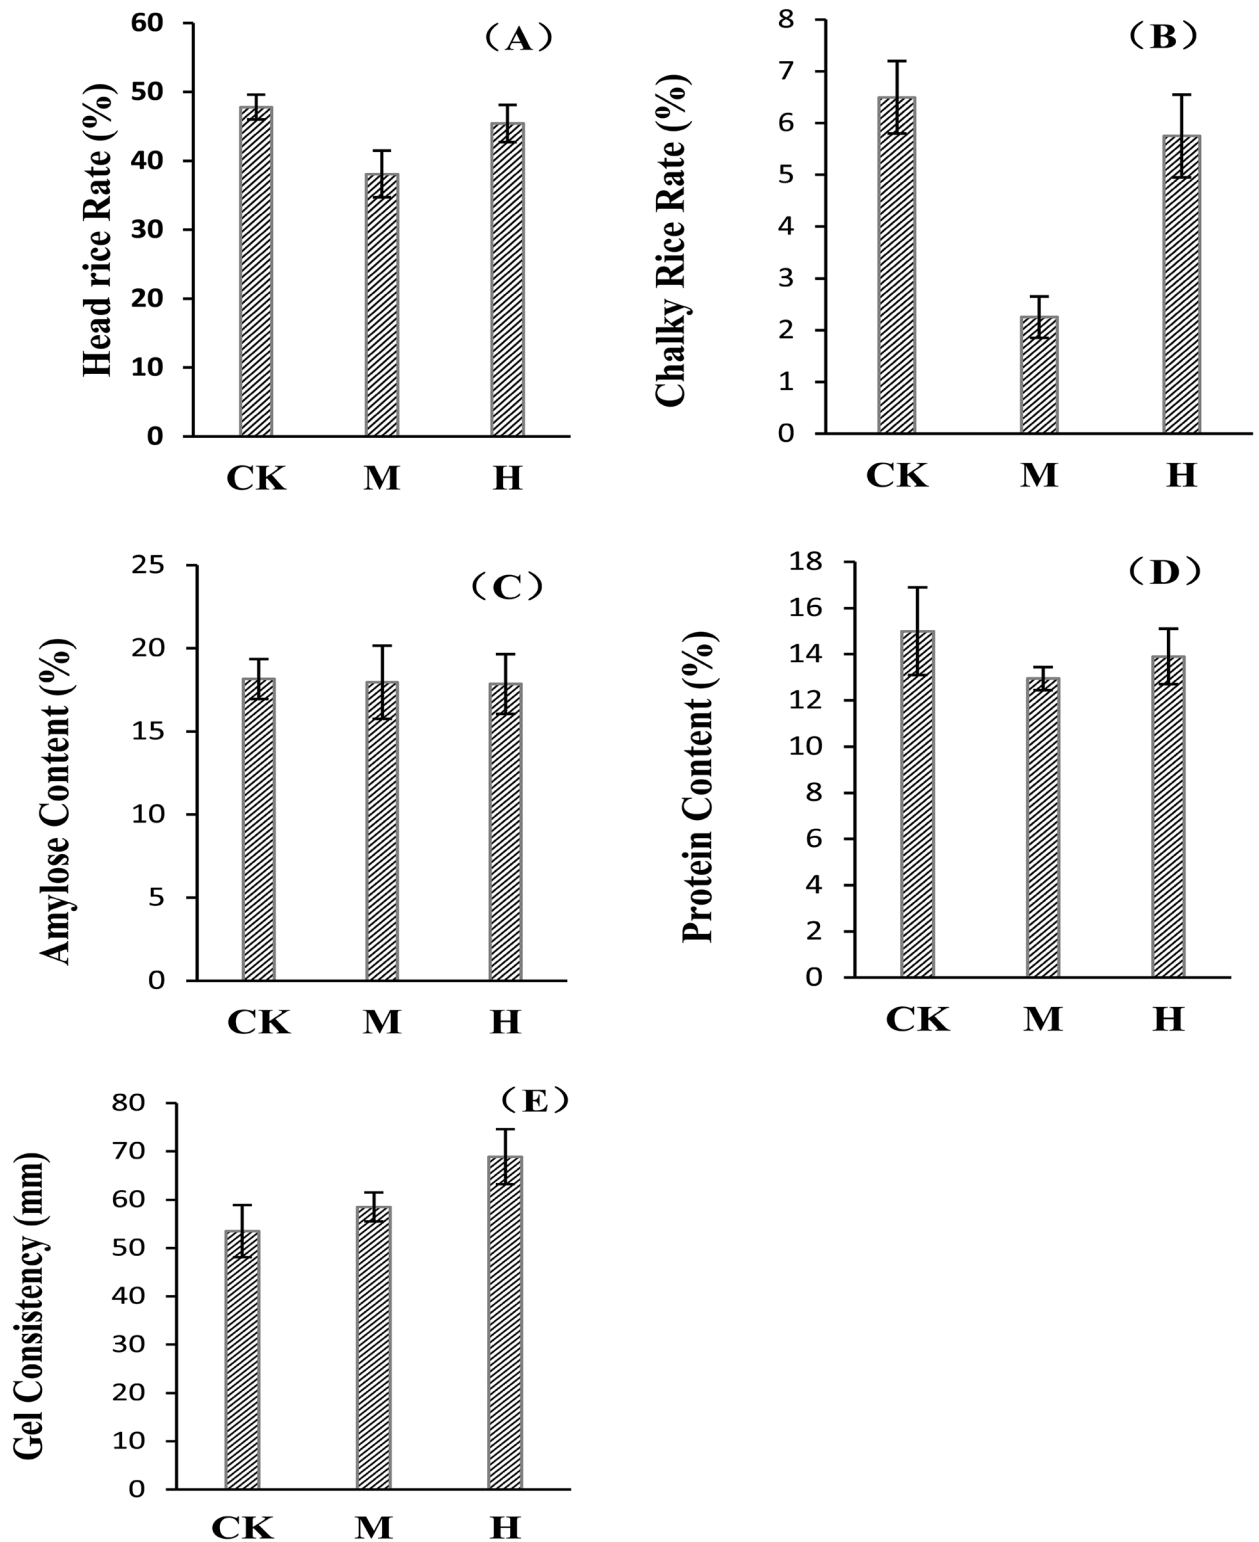 (A)
Head rice Rate (%)
60
50
40
30
20
10
0
CK M H
(B)
Chalky Rice Rate (%)
8
7
6
5
4
3
2
1
0
CK M H
(C)
Amylose Content (%)
25
20
15
10
5
0
CK M H
(D)
Protein Content (%)
18
16
14
12
10
8
6
4
2
0
CK M H
(E)
Gel Consistency (mm)
80
70
60
50
40
30
20
10
0
CK M H